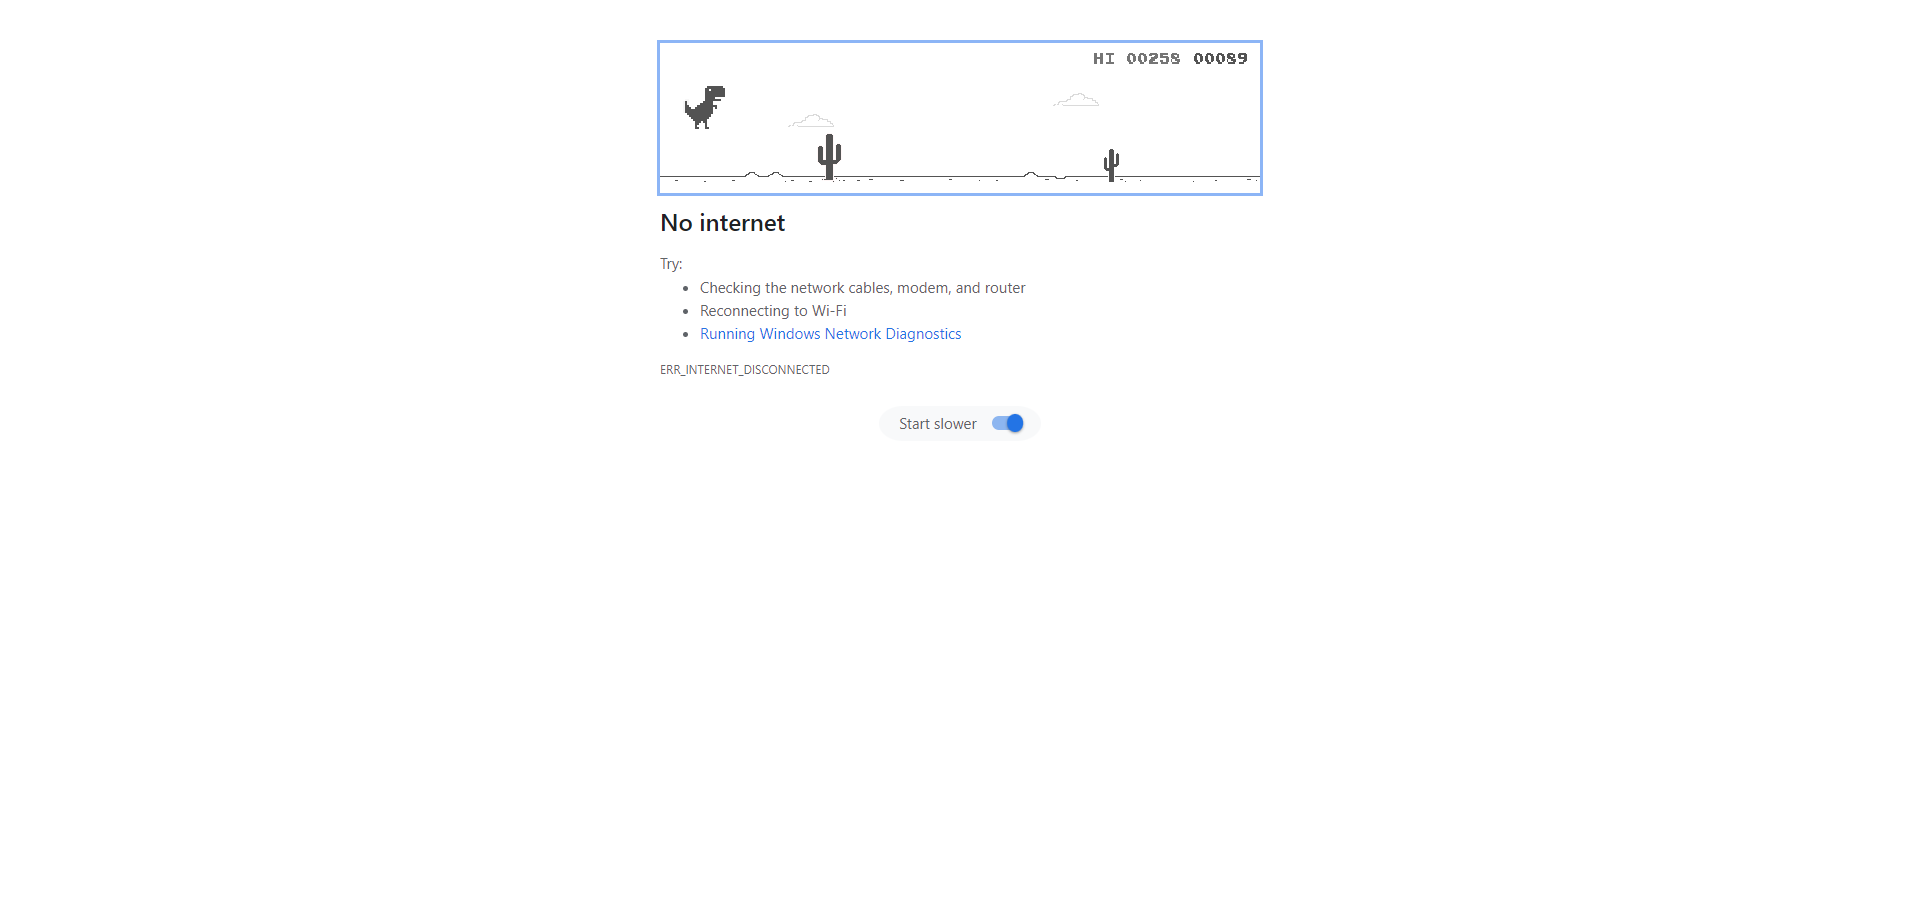 HI 00258 00089
No internet
Try:
Checking the network cables, modem, and router
Reconnecting to Wi-Fi
Running Windows Network Diagnostics
ERR_INTERNET_DISCONNECTED
Start slower